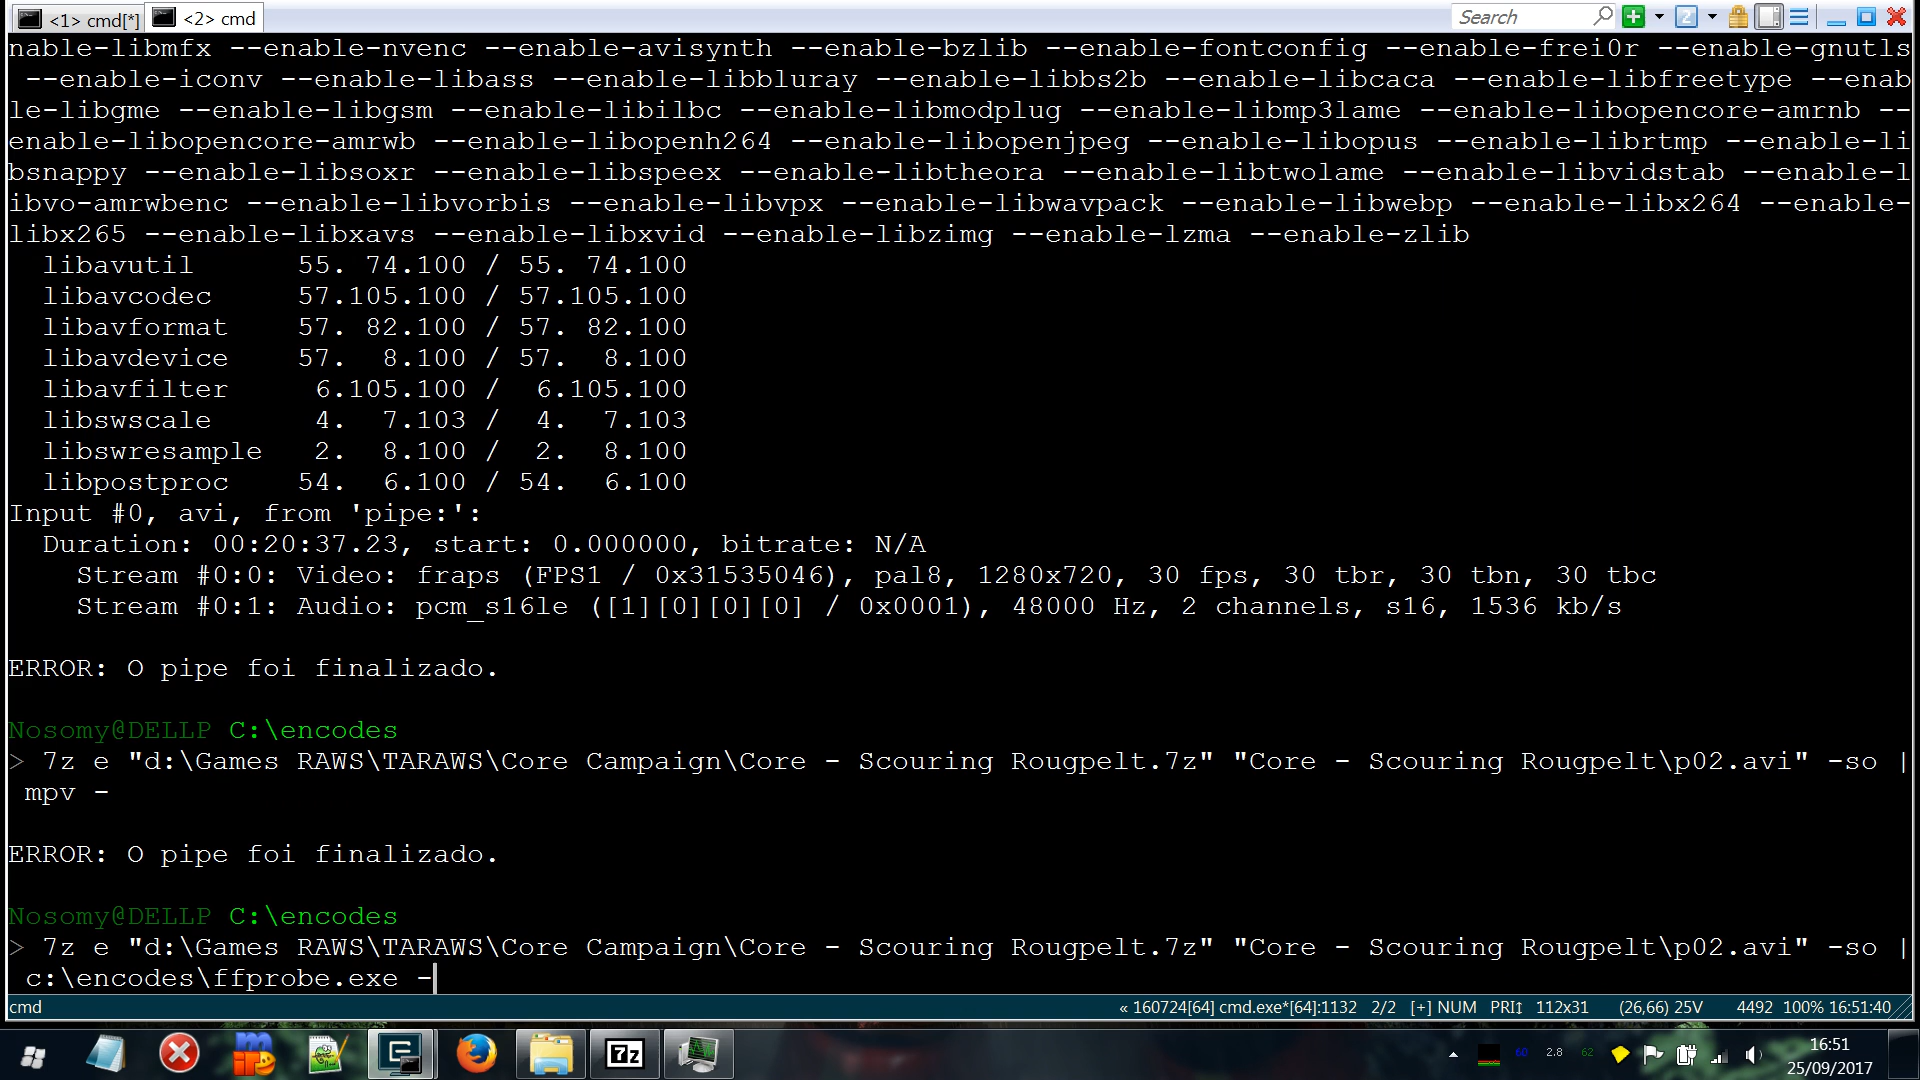 <1> cmd[*]
<2> cmd
Search
2
nable-libmfx --enable-nvenc --enable-avisynth --enable-bzlib --enable-fontconfig --enable-frei0r --enable-gnutls
--enable-iconv --enable-libass --enable-libbluray --enable-libbs2b --enable-libcaca --enable-libfreetype --enab
le-libgme --enable-libgsm --enable-libilbc --enable-libmodplug --enable-libmp3lame --enable-libopencore-amrnb --
enable-libopencore-amrwb --enable-libopenh264 --enable-libopenjpeg --enable-libopus --enable-librtmp --enable-li
bsnappy --enable-libsoxr --enable-libspeex --enable-libtheora --enable-libtwolame --enable-libvidstab --enable-l
ibvo-amrwbenc --enable-libvorbis --enable-libvpx --enable-libwavpack --enable-libwebp --enable-libx264 --enable-
libx265 --enable-libxavs --enable-libxvid --enable-libzimg --enable-lzma --enable-zlib
libavutil 55. 74.100 / 55. 74.100
libavcodec 57.105.100 / 57.105.100
libavformat 57. 82.100 / 57. 82.100
libavdevice 57. 8.100 / 57. 8.100
libavfilter 6.105.100 / 6.105.100
libswscale 4. 7.103 / 4. 7.103
libswresample 2. 8.100 / 2. 8.100
libpostproc 54. 6.100 / 54. 6.100
Input #0, avi, from 'pipe:':
Duration: 00:20:37.23, start: 0.000000, bitrate: N/A
Stream #0:0: Video: fraps (FPS1 / 0x31535046), pal8, 1280x720, 30 fps, 30 tbr, 30 tbn, 30 tbc
Stream #0:1: Audio: pcm_s16le ([1][0][0][0] / 0x0001), 48000 Hz, 2 channels, s16, 1536 kb/s
ERROR: O pipe foi finalizado.
Nosomy@DELLP C:\encodes
> 7z e "d:\Games RAWS\TARAWS\Core Campaign\Core - Scouring Rougpelt.7z" "Core - Scouring Rougpelt\p02.avi" -so |
mpv -
ERROR: O pipe foi finalizado.
Nosomy@DELLP C:\encodes
> 7z e "d:\Games RAWS\TARAWS\Core Campaign\Core - Scouring Rougpelt.7z" "Core - Scouring Rougpelt\p02.avi" -so |
c:\encodes\ffprobe.exe -
cmd
« 160724[64] cmd.exe*[64]:1132 2/2 [+] NUM PRI↕ 112x31 (26,66) 25V 4492 100% 16:51:40
7z
60 2.8 62
16:51
25/09/2017